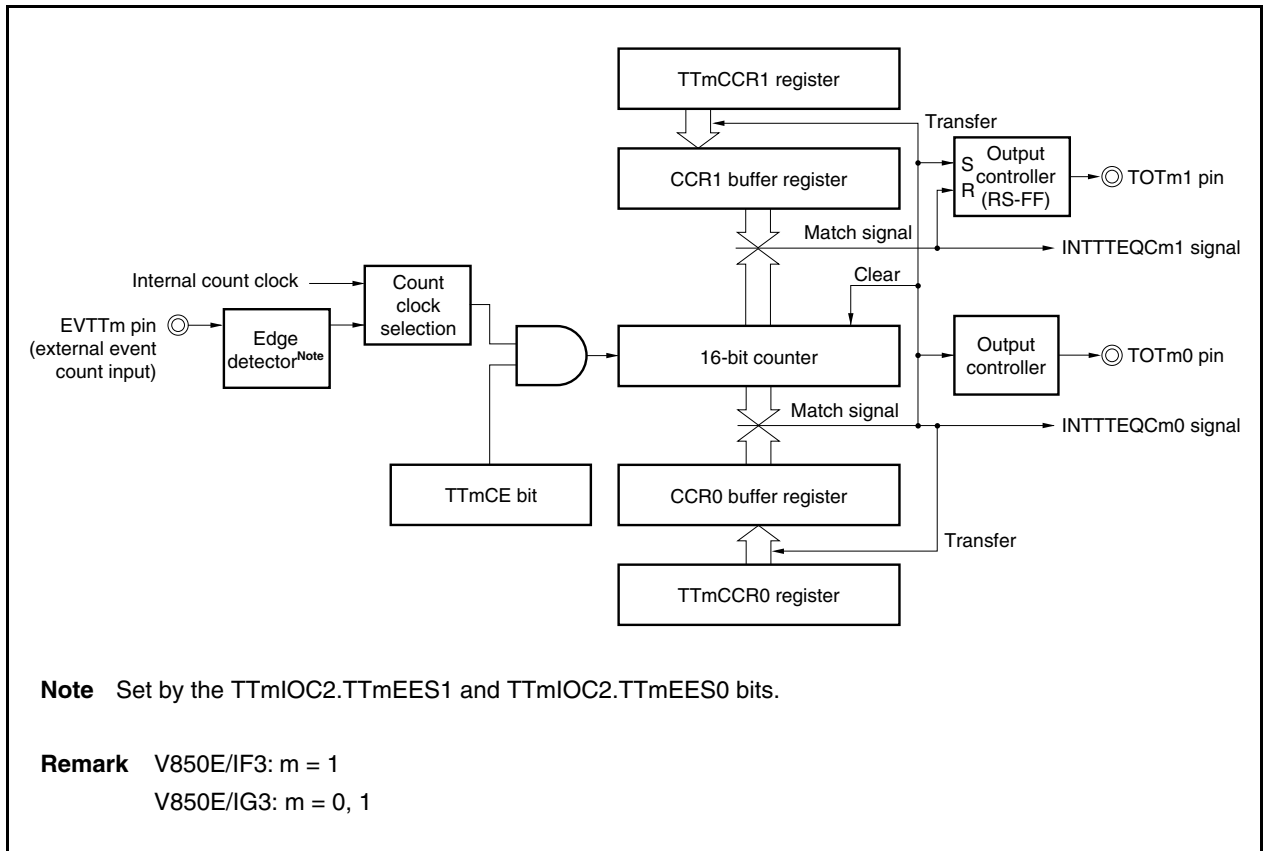 TTmCCR1 register
Transfer
CCR1 buffer register
S
R
Output
controller
(RS-FF)
TOTm1 pin
Match signal
INTTTEQCm1 signal
Internal count clock
Count
clock
selection
Clear
EVTTm pin
(external event
count input)
Edge
detectorNote
16-bit counter
Output
controller
TOTm0 pin
Match signal
INTTTEQCm0 signal
TTmCE bit
CCR0 buffer register
Transfer
TTmCCR0 register
Note Set by the TTmIOC2.TTmEES1 and TTmIOC2.TTmEES0 bits.
Remark V850E/IF3: m = 1
V850E/IG3: m = 0, 1